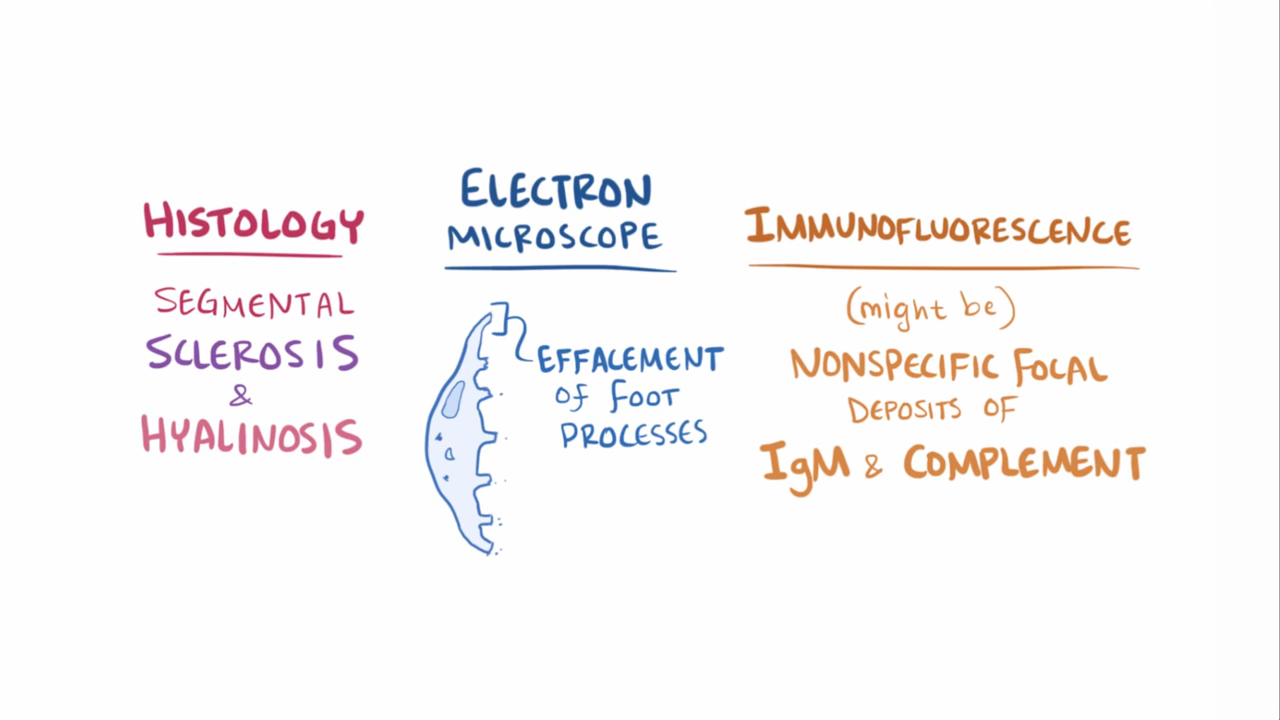 HISTOLOGY
SEGMENTAL
SCLEROSIS
&
HYALINOSIS
ELECTRON
MICROSCOPE
EFFACEMENT
of FOOT
PROCESSES
IMMUNOFLUORESCENCE
(might be)
NONSPECIFIC FOCAL
DEPOSITS OF
IgM & COMPLEMENT